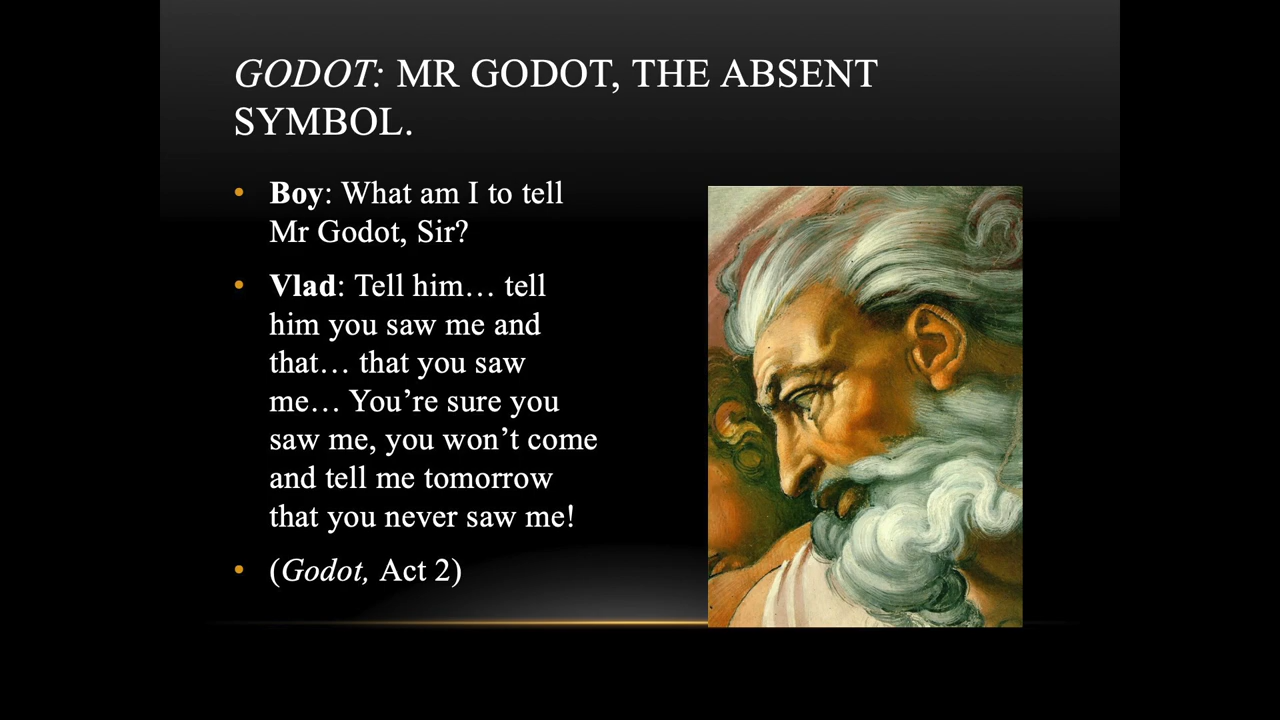 GODOT: MR GODOT, THE ABSENT
SYMBOL.
• Boy: What am I to tell
Mr Godot, Sir?
• Vlad: Tell him… tell
him you saw me and
that… that you saw
me… You’re sure you
saw me, you won’t come
and tell me tomorrow
that you never saw me!
• (Godot, Act 2)